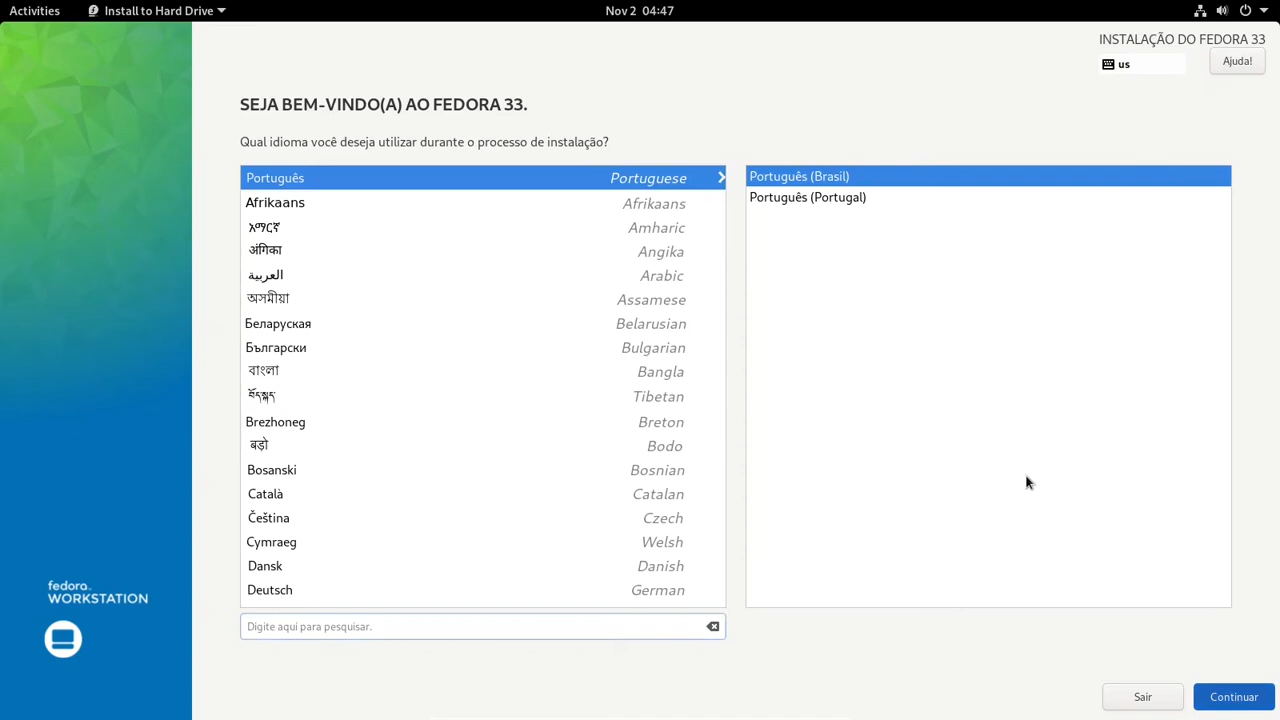 Activities Install to Hard Drive Nov 2 04:47
INSTALAÇÃO DO FEDORA 33
us Ajuda!
SEJA BEM-VINDO(A) AO FEDORA 33.
Qual idioma você deseja utilizar durante o processo de instalação?
Português Portuguese
Afrikaans Afrikaans
አማርኛ Amharic
अंगिका Angika
العربية Arabic
অসমীয়া Assamese
Беларуская Belarusian
Български Bulgarian
বাংলা Bangla
བོད་སྐད་ Tibetan
Brezhoneg Breton
बड़ो Bodo
Bosanski Bosnian
Català Catalan
Čeština Czech
Cymraeg Welsh
Dansk Danish
Deutsch German
Digite aqui para pesquisar.
Português (Brasil)
Português (Portugal)
fedora
WORKSTATION
Sair Continuar